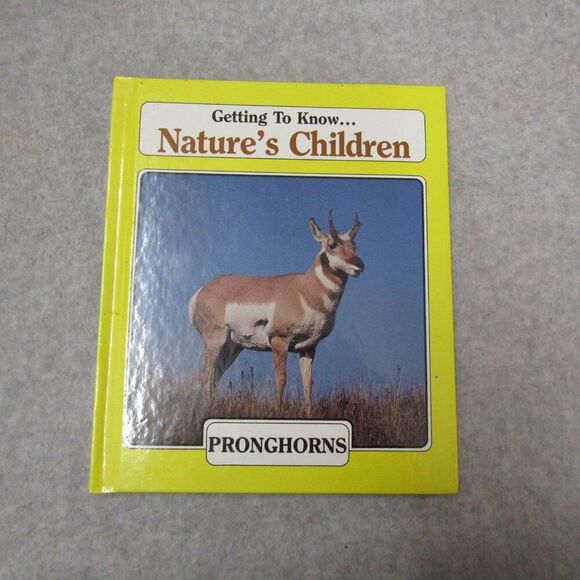 Getting To Know...
Nature's Children
PRONGHORNS